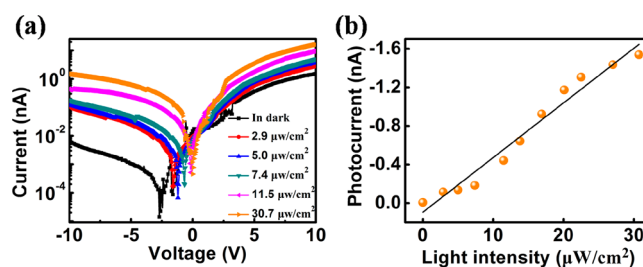 (a)
Current (nA)
10⁰
10⁻²
10⁻⁴
In dark
2.9 μw/cm²
5.0 μw/cm²
7.4 μw/cm²
11.5 μw/cm²
30.7 μw/cm²
-10 -5 0 5 10
Voltage (V)
(b)
Photocurrent (nA)
-1.6
-1.2
-0.8
-0.4
0.0
0 10 20 30
Light intensity (μW/cm²)